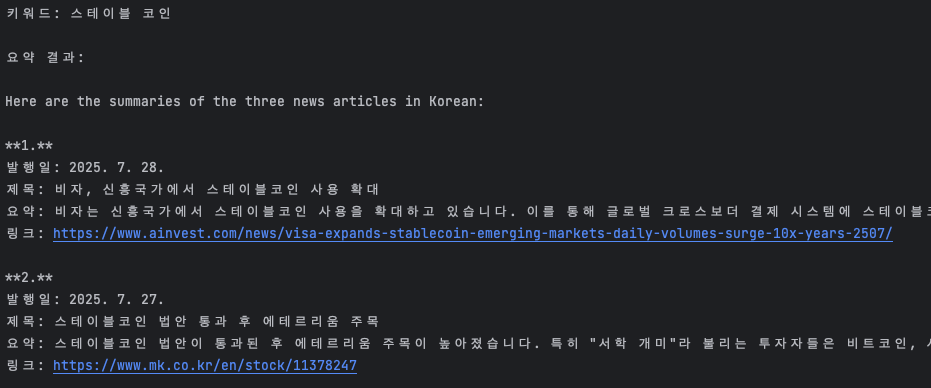 키워드: 스테이블 코인
요약 결과:
Here are the summaries of the three news articles in Korean:
**1.**
발행일: 2025. 7. 28.
제목: 비자, 신흥국가에서 스테이블코인 사용 확대
요약: 비자는 신흥국가에서 스테이블코인 사용을 확대하고 있습니다. 이를 통해 글로벌 크로스보더 결제 시스템에 스테이블코
링크: https://www.ainvest.com/news/visa-expands-stablecoin-emerging-markets-daily-volumes-surge-10x-years-2507/
**2.**
발행일: 2025. 7. 27.
제목: 스테이블코인 법안 통과 후 에테르리움 주목
요약: 스테이블코인 법안이 통과된 후 에테르리움 주목이 높아졌습니다. 특히 "서학 개미"라 불리는 투자자들은 비트코인,
링크: https://www.mk.co.kr/en/stock/11378247